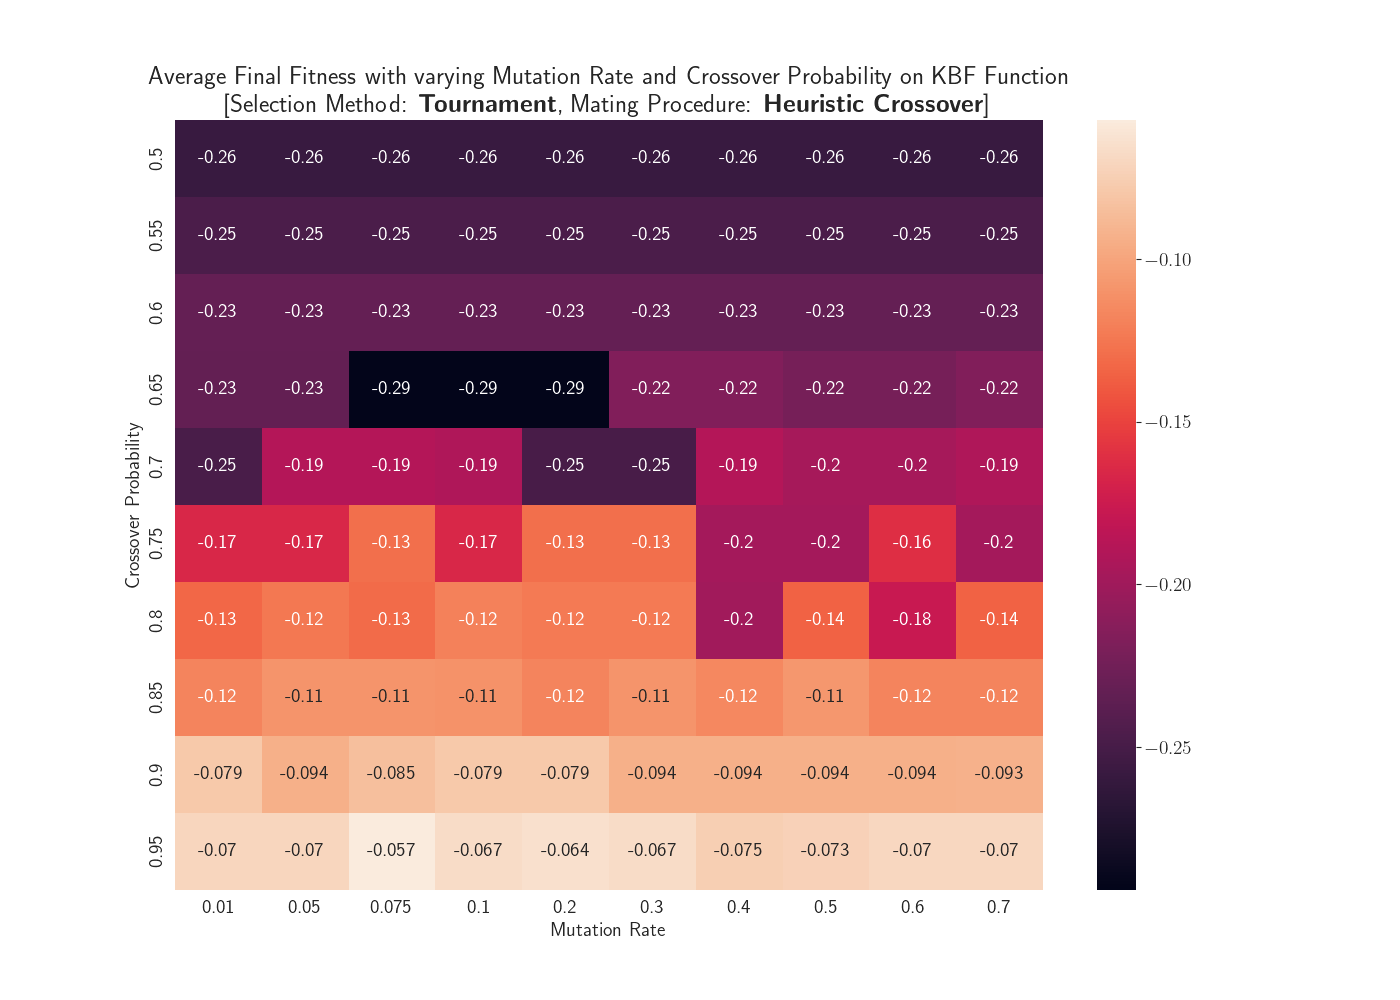 Average Final Fitness with varying Mutation Rate and Crossover Probability on KBF Function
[Selection Method: Tournament, Mating Procedure: Heuristic Crossover]
Crossover Probability
0.5 -0.26 -0.26 -0.26 -0.26 -0.26 -0.26 -0.26 -0.26 -0.26 -0.26
0.55 -0.25 -0.25 -0.25 -0.25 -0.25 -0.25 -0.25 -0.25 -0.25 -0.25
0.6 -0.23 -0.23 -0.23 -0.23 -0.23 -0.23 -0.23 -0.23 -0.23 -0.23
0.65 -0.23 -0.23 -0.29 -0.29 -0.29 -0.22 -0.22 -0.22 -0.22 -0.22
0.7 -0.25 -0.19 -0.19 -0.19 -0.25 -0.25 -0.19 -0.2 -0.2 -0.19
0.75 -0.17 -0.17 -0.13 -0.17 -0.13 -0.13 -0.2 -0.2 -0.16 -0.2
0.8 -0.13 -0.12 -0.13 -0.12 -0.12 -0.12 -0.2 -0.14 -0.18 -0.14
0.85 -0.12 -0.11 -0.11 -0.11 -0.12 -0.11 -0.12 -0.11 -0.12 -0.12
0.9 -0.079 -0.094 -0.085 -0.079 -0.079 -0.094 -0.094 -0.094 -0.094 -0.093
0.95 -0.07 -0.07 -0.057 -0.067 -0.064 -0.067 -0.075 -0.073 -0.07 -0.07
0.01 0.05 0.075 0.1 0.2 0.3 0.4 0.5 0.6 0.7
Mutation Rate
−0.10
−0.15
−0.20
−0.25